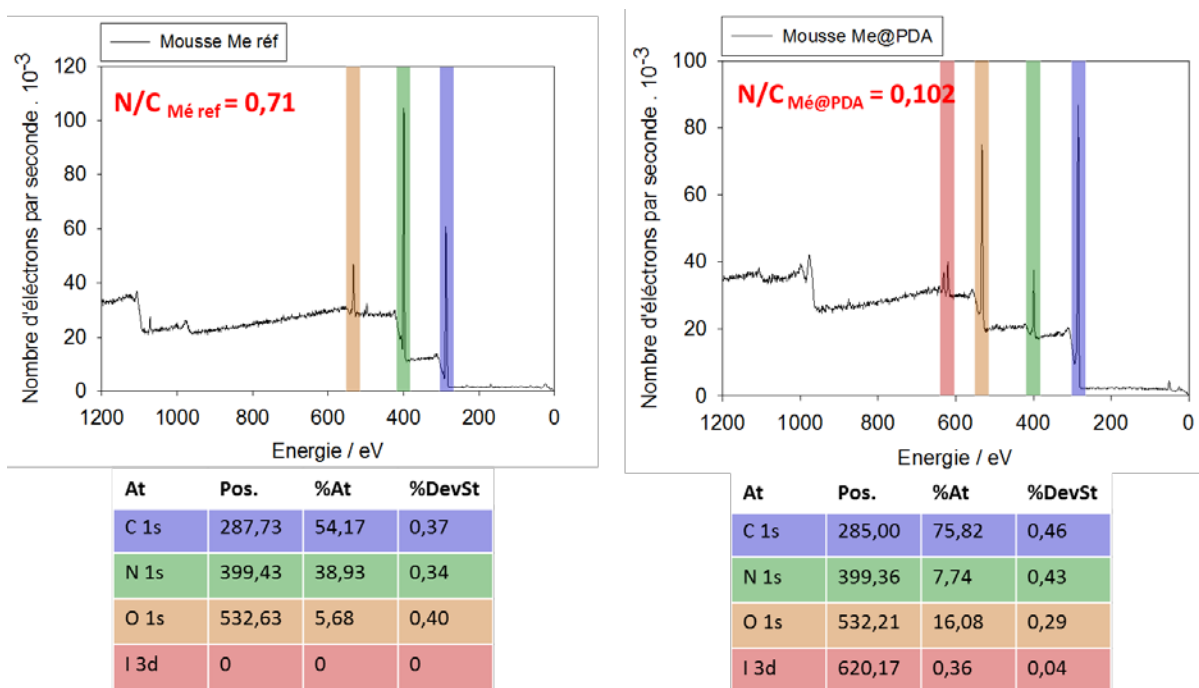 Mousse Me réf
N/C Mé ref = 0,71
Nombre d'éléctrons par seconde . 10-3
120
100
80
60
40
20
0
1200 1000 800 600 400 200 0
Energie / eV
At Pos. %At %DevSt
C 1s 287,73 54,17 0,37
N 1s 399,43 38,93 0,34
O 1s 532,63 5,68 0,40
I 3d 0 0 0
Mousse Me@PDA
N/C Mé@PDA = 0,102
Nombre d'éléctrons par seconde . 10-3
100
80
60
40
20
0
1200 1000 800 600 400 200 0
Energie / eV
At Pos. %At %DevSt
C 1s 285,00 75,82 0,46
N 1s 399,36 7,74 0,43
O 1s 532,21 16,08 0,29
I 3d 620,17 0,36 0,04